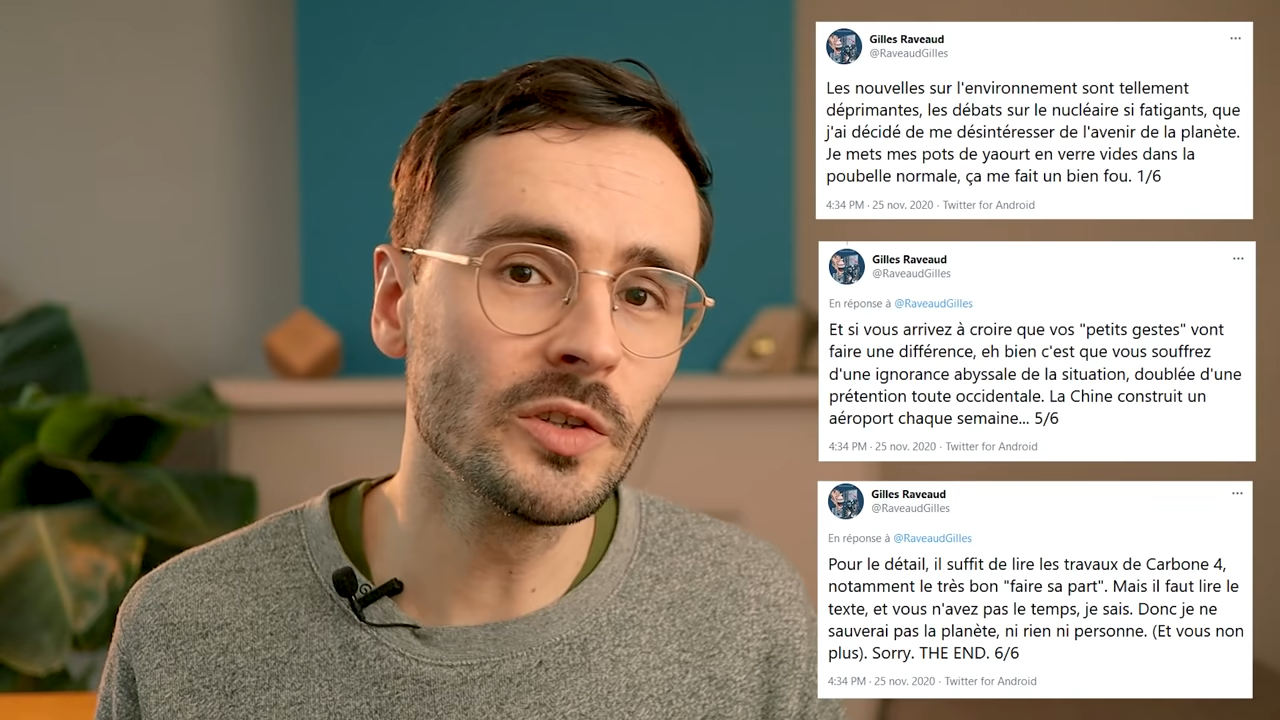 Gilles Raveaud
@RaveaudGilles
Les nouvelles sur l'environnement sont tellement
déprimantes, les débats sur le nucléaire si fatigants, que
j'ai décidé de me désintéresser de l'avenir de la planète.
Je mets mes pots de yaourt en verre vides dans la
poubelle normale, ça me fait un bien fou. 1/6
4:34 PM · 25 nov. 2020 · Twitter for Android
Gilles Raveaud
@RaveaudGilles
En réponse à @RaveaudGilles
Et si vous arrivez à croire que vos "petits gestes" vont
faire une différence, eh bien c'est que vous souffrez
d'une ignorance abyssale de la situation, doublée d'une
prétention toute occidentale. La Chine construit un
aéroport chaque semaine... 5/6
4:34 PM · 25 nov. 2020 · Twitter for Android
Gilles Raveaud
@RaveaudGilles
En réponse à @RaveaudGilles
Pour le détail, il suffit de lire les travaux de Carbone 4,
notamment le très bon "faire sa part". Mais il faut lire le
texte, et vous n'avez pas le temps, je sais. Donc je ne
sauverai pas la planète, ni rien ni personne. (Et vous non
plus). Sorry. THE END. 6/6
4:34 PM · 25 nov. 2020 · Twitter for Android